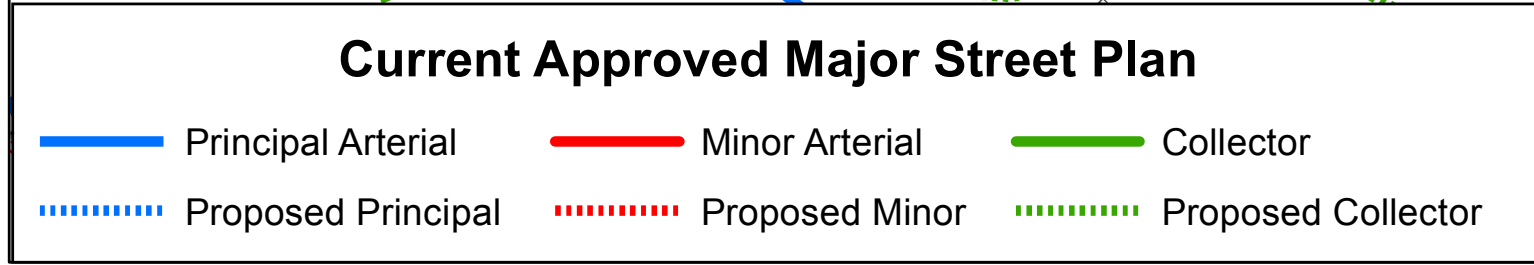 Current Approved Major Street Plan
Principal Arterial Minor Arterial Collector
Proposed Principal Proposed Minor Proposed Collector